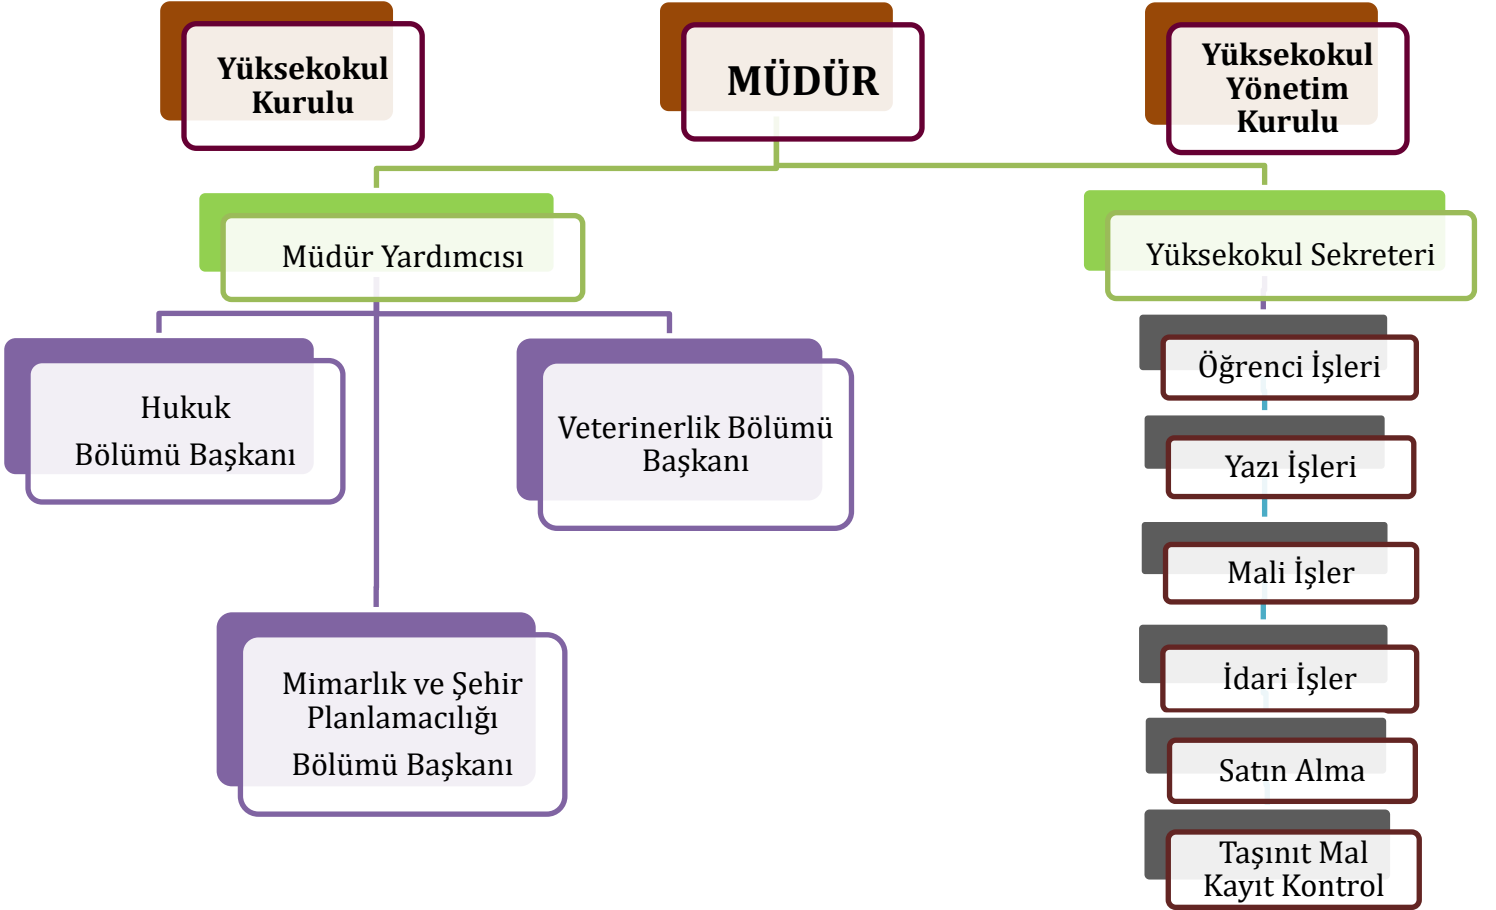 Yüksekokul
Kurulu
MÜDÜR
Yüksekokul
Yönetim
Kurulu
Müdür Yardımcısı
Yüksekokul Sekreteri
Hukuk
Bölümü Başkanı
Veterinerlik Bölümü
Başkanı
Mimarlık ve Şehir
Planlamacılığı
Bölümü Başkanı
Öğrenci İşleri
Yazı İşleri
Mali İşler
İdari İşler
Satın Alma
Taşınıt Mal
Kayıt Kontrol